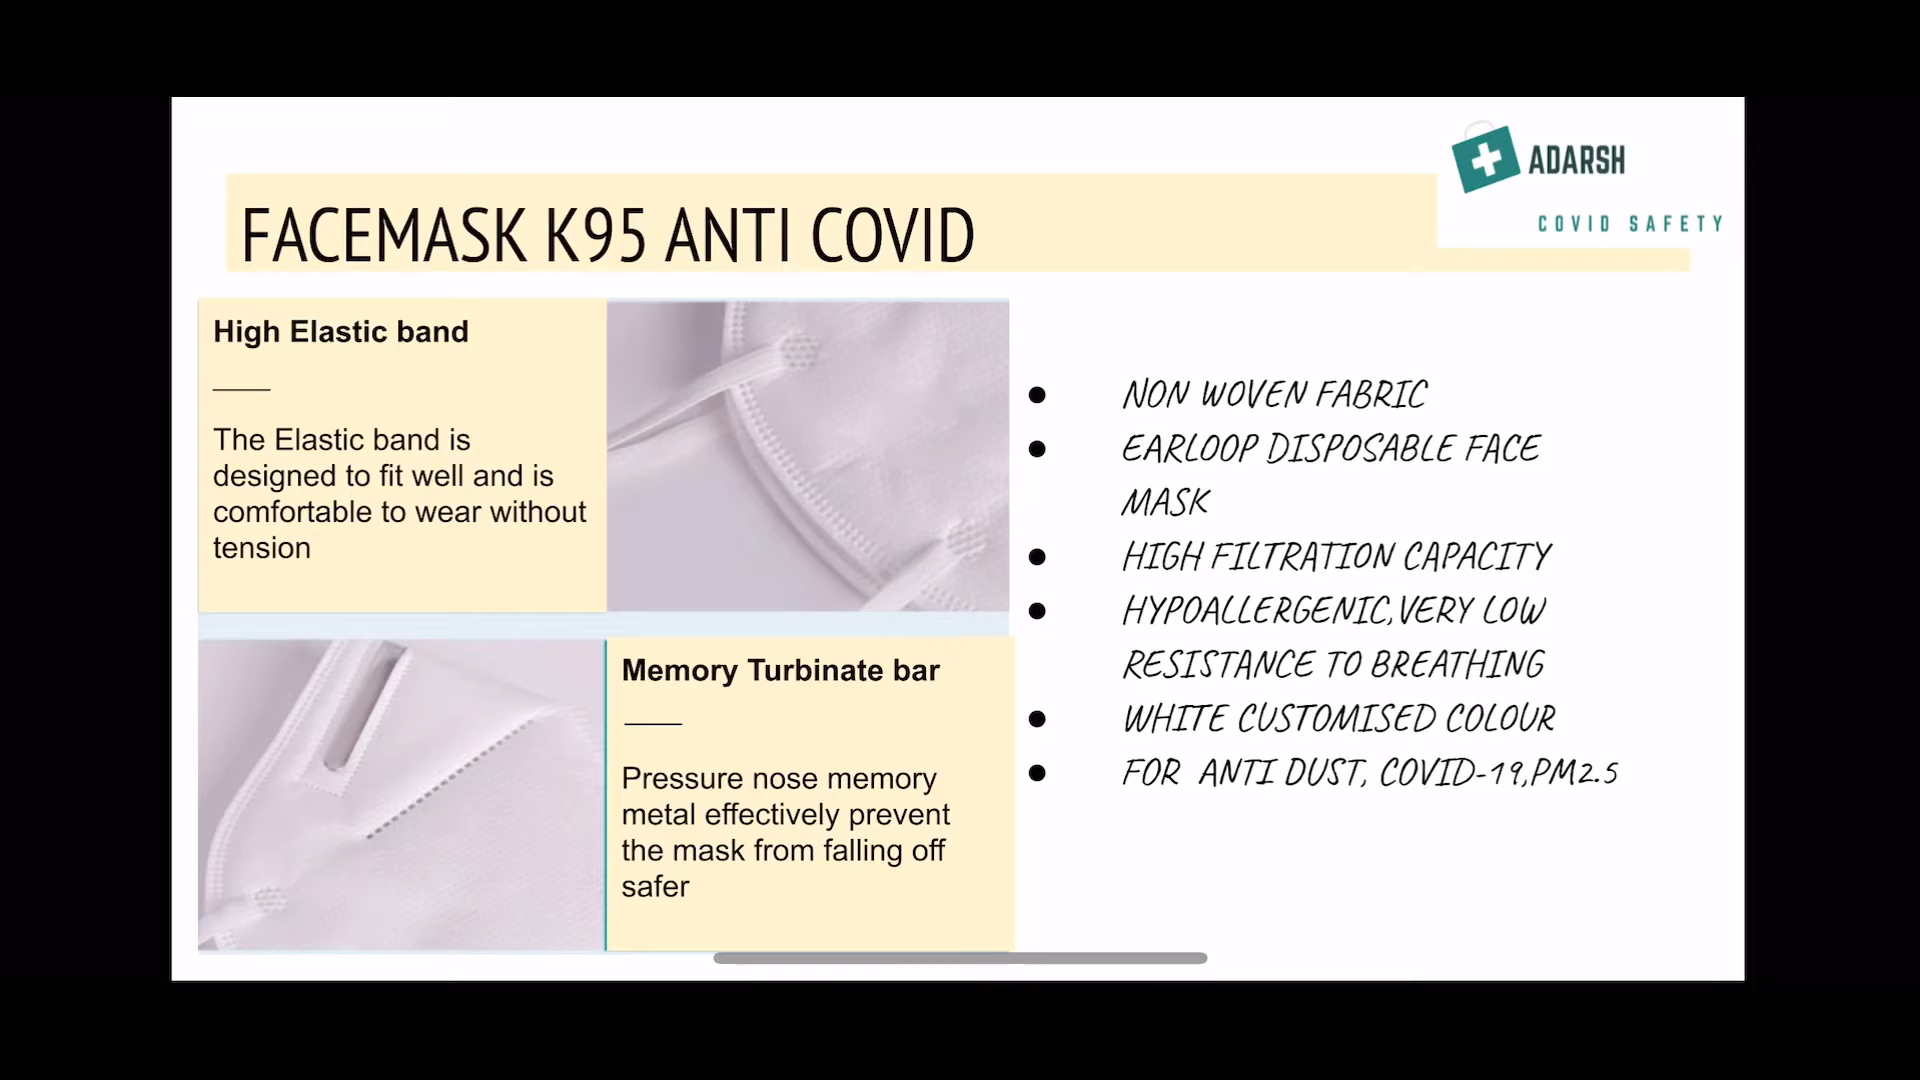 ADARSH
COVID SAFETY
FACEMASK K95 ANTI COVID
High Elastic band
The Elastic band is
designed to fit well and is
comfortable to wear without
tension
Memory Turbinate bar
Pressure nose memory
metal effectively prevent
the mask from falling off
safer
NON WOVEN FABRIC
EARLOOP DISPOSABLE FACE
MASK
HIGH FILTRATION CAPACITY
HYPOALLERGENIC,VERY LOW
RESISTANCE TO BREATHING
WHITE CUSTOMISED COLOUR
FOR ANTI DUST, COVID-19,PM2.5